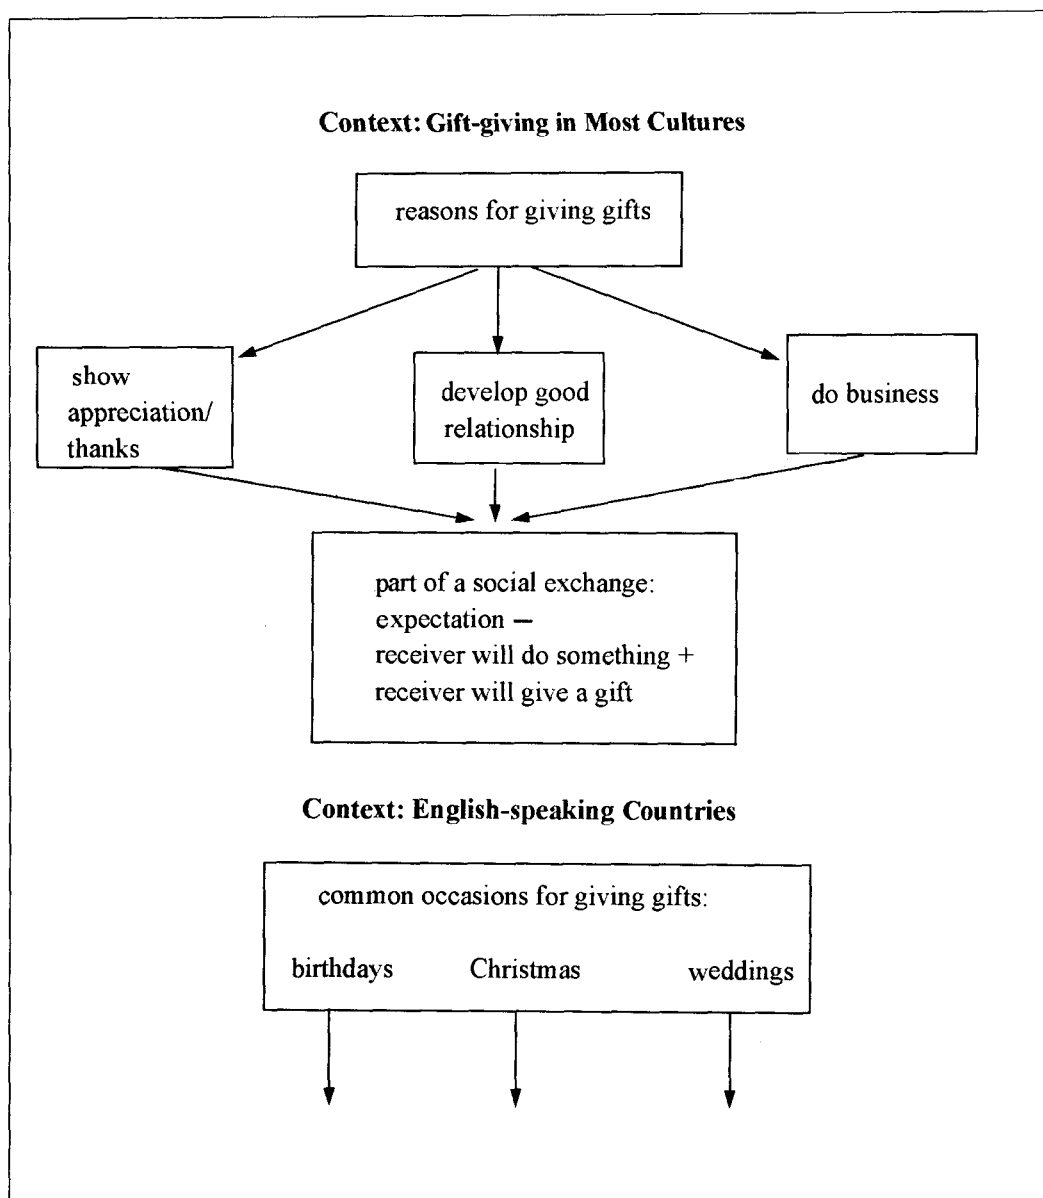 Context: Gift-giving in Most Cultures
reasons for giving gifts
show
appreciation/
thanks
develop good
relationship
do business
part of a social exchange:
expectation –
receiver will do something +
receiver will give a gift
Context: English-speaking Countries
common occasions for giving gifts:
birthdays Christmas weddings